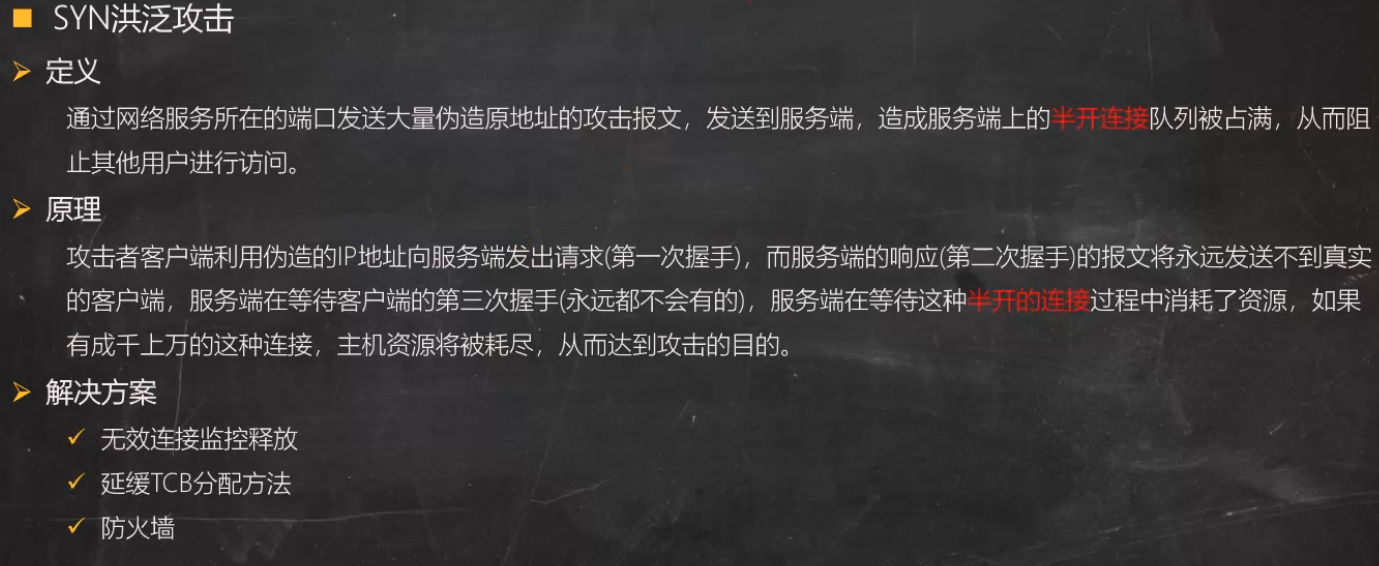 SYN洪泛攻击
定义
通过网络服务所在的端口发送大量伪造原地址的攻击报文，发送到服务端，造成服务端上的半开连接队列被占满，从而阻
止其他用户进行访问。
原理
攻击者客户端利用伪造的IP地址向服务端发出请求(第一次握手)，而服务端的响应(第二次握手)的报文将永远发送不到真实
的客户端，服务端在等待客户端的第三次握手(永远都不会有的)，服务端在等待这种半开的连接过程中消耗了资源，如果
有成千上万的这种连接，主机资源将被耗尽，从而达到攻击的目的。
解决方案
无效连接监控释放
延缓TCB分配方法
防火墙